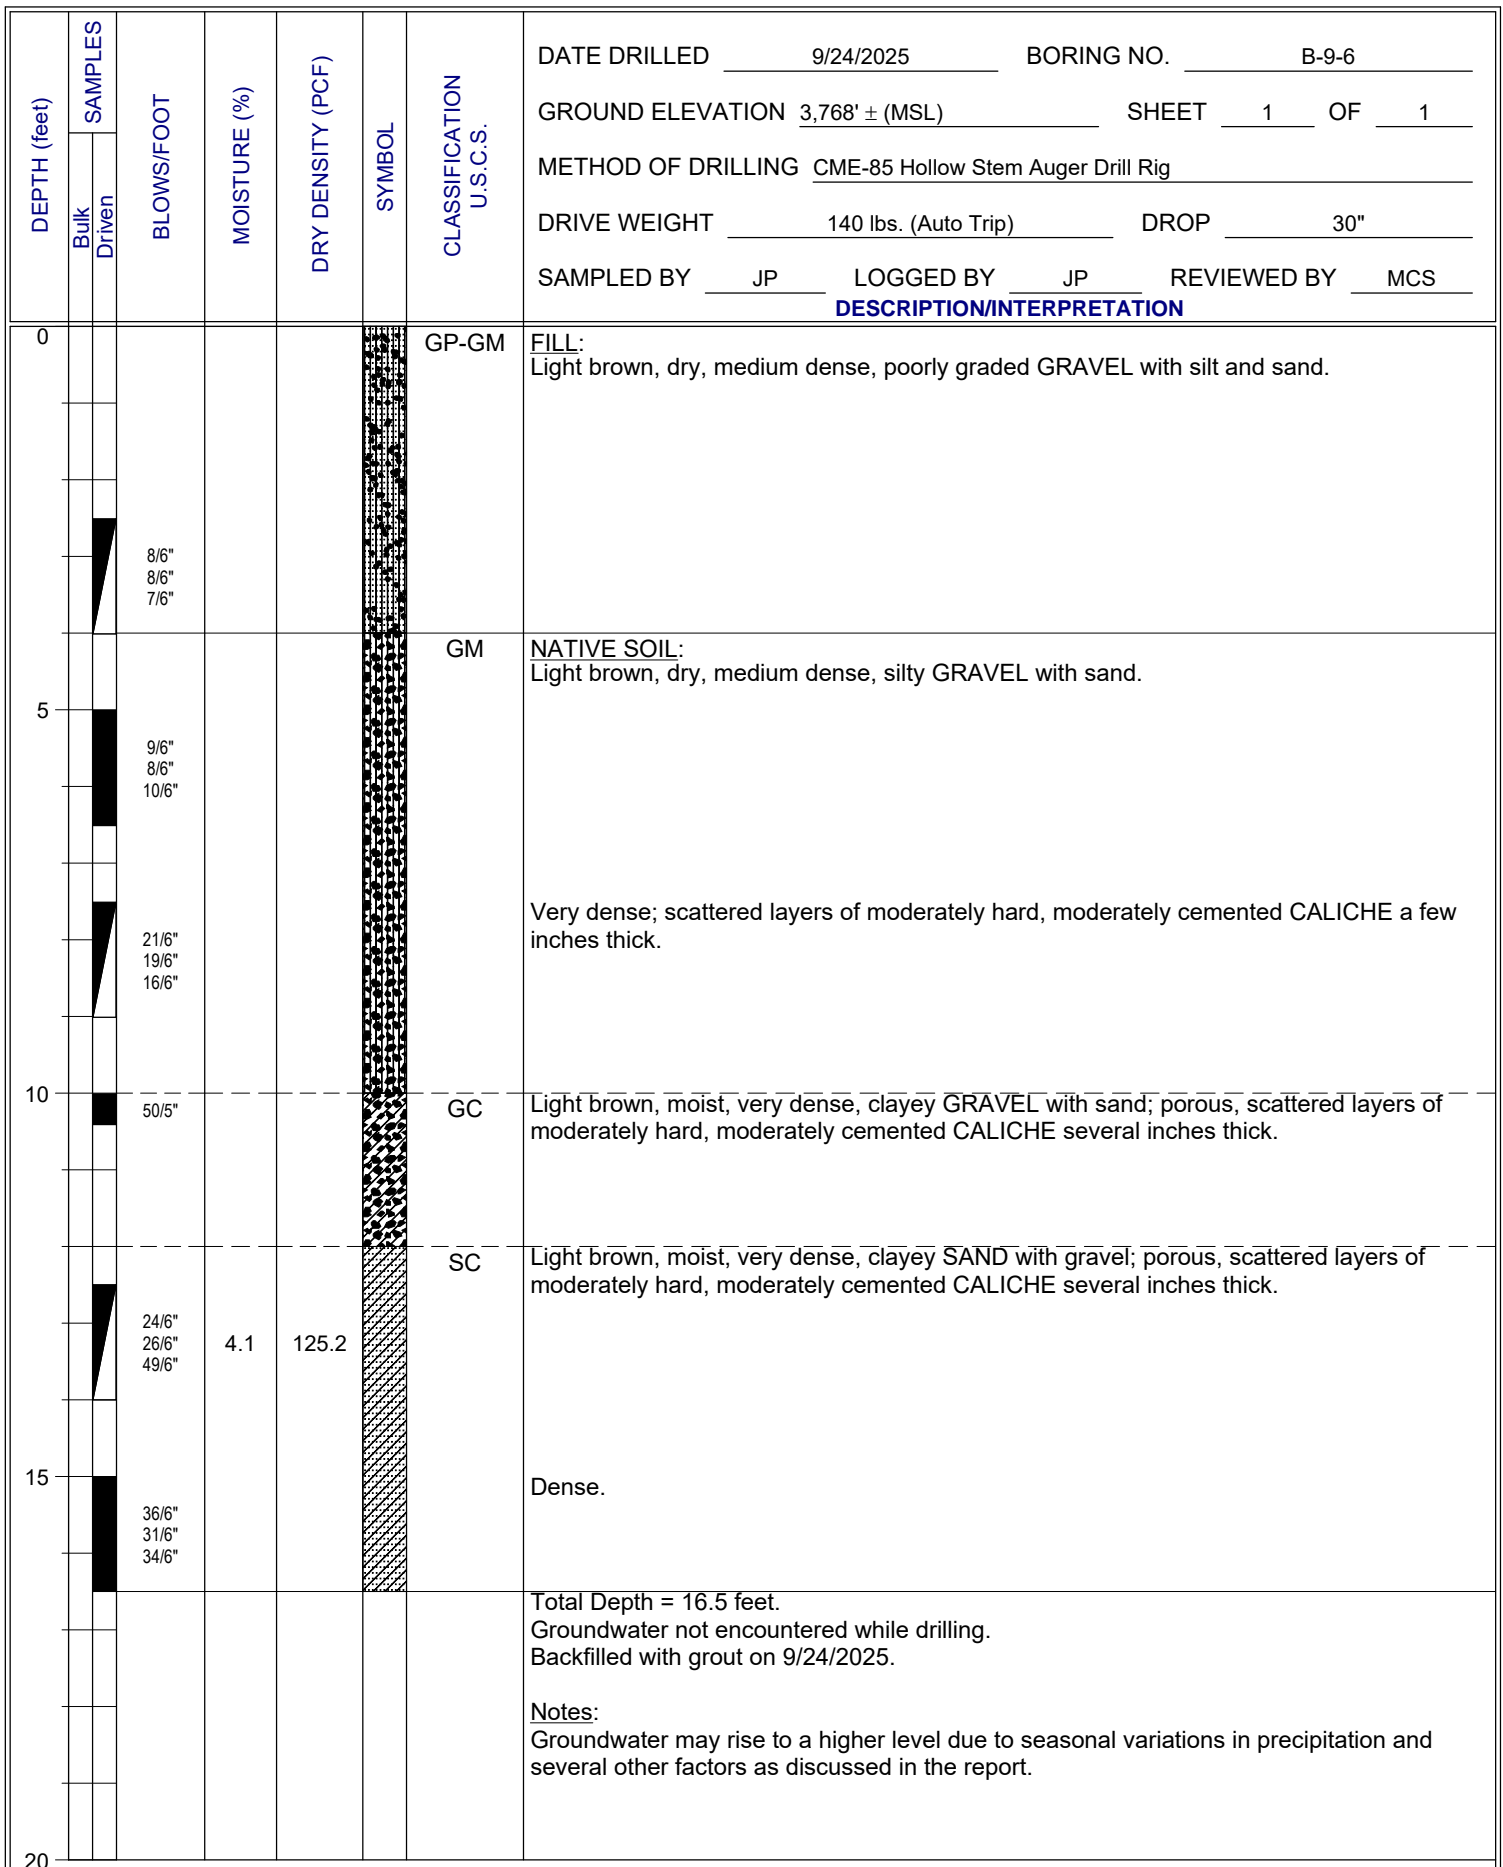 DEPTH (feet)
SAMPLES
Bulk
Driven
BLOWS/FOOT
MOISTURE (%)
DRY DENSITY (PCF)
SYMBOL
CLASSIFICATION
U.S.C.S.
DATE DRILLED 9/24/2025 BORING NO. B-9-6
GROUND ELEVATION 3,768' ± (MSL) SHEET 1 OF 1
METHOD OF DRILLING CME-85 Hollow Stem Auger Drill Rig
DRIVE WEIGHT 140 lbs. (Auto Trip) DROP 30"
SAMPLED BY JP LOGGED BY JP REVIEWED BY MCS
DESCRIPTION/INTERPRETATION
0 GP-GM FILL:
Light brown, dry, medium dense, poorly graded GRAVEL with silt and sand.
8/6"
8/6"
7/6"
GM NATIVE SOIL:
Light brown, dry, medium dense, silty GRAVEL with sand.
5
9/6"
8/6"
10/6"
Very dense; scattered layers of moderately hard, moderately cemented CALICHE a few
inches thick.
21/6"
19/6"
16/6"
10 50/5" GC Light brown, moist, very dense, clayey GRAVEL with sand; porous, scattered layers of
moderately hard, moderately cemented CALICHE several inches thick.
SC Light brown, moist, very dense, clayey SAND with gravel; porous, scattered layers of
moderately hard, moderately cemented CALICHE several inches thick.
24/6"
26/6" 4.1 125.2
49/6"
15 Dense.
36/6"
31/6"
34/6"
Total Depth = 16.5 feet.
Groundwater not encountered while drilling.
Backfilled with grout on 9/24/2025.
Notes:
Groundwater may rise to a higher level due to seasonal variations in precipitation and
several other factors as discussed in the report.
20